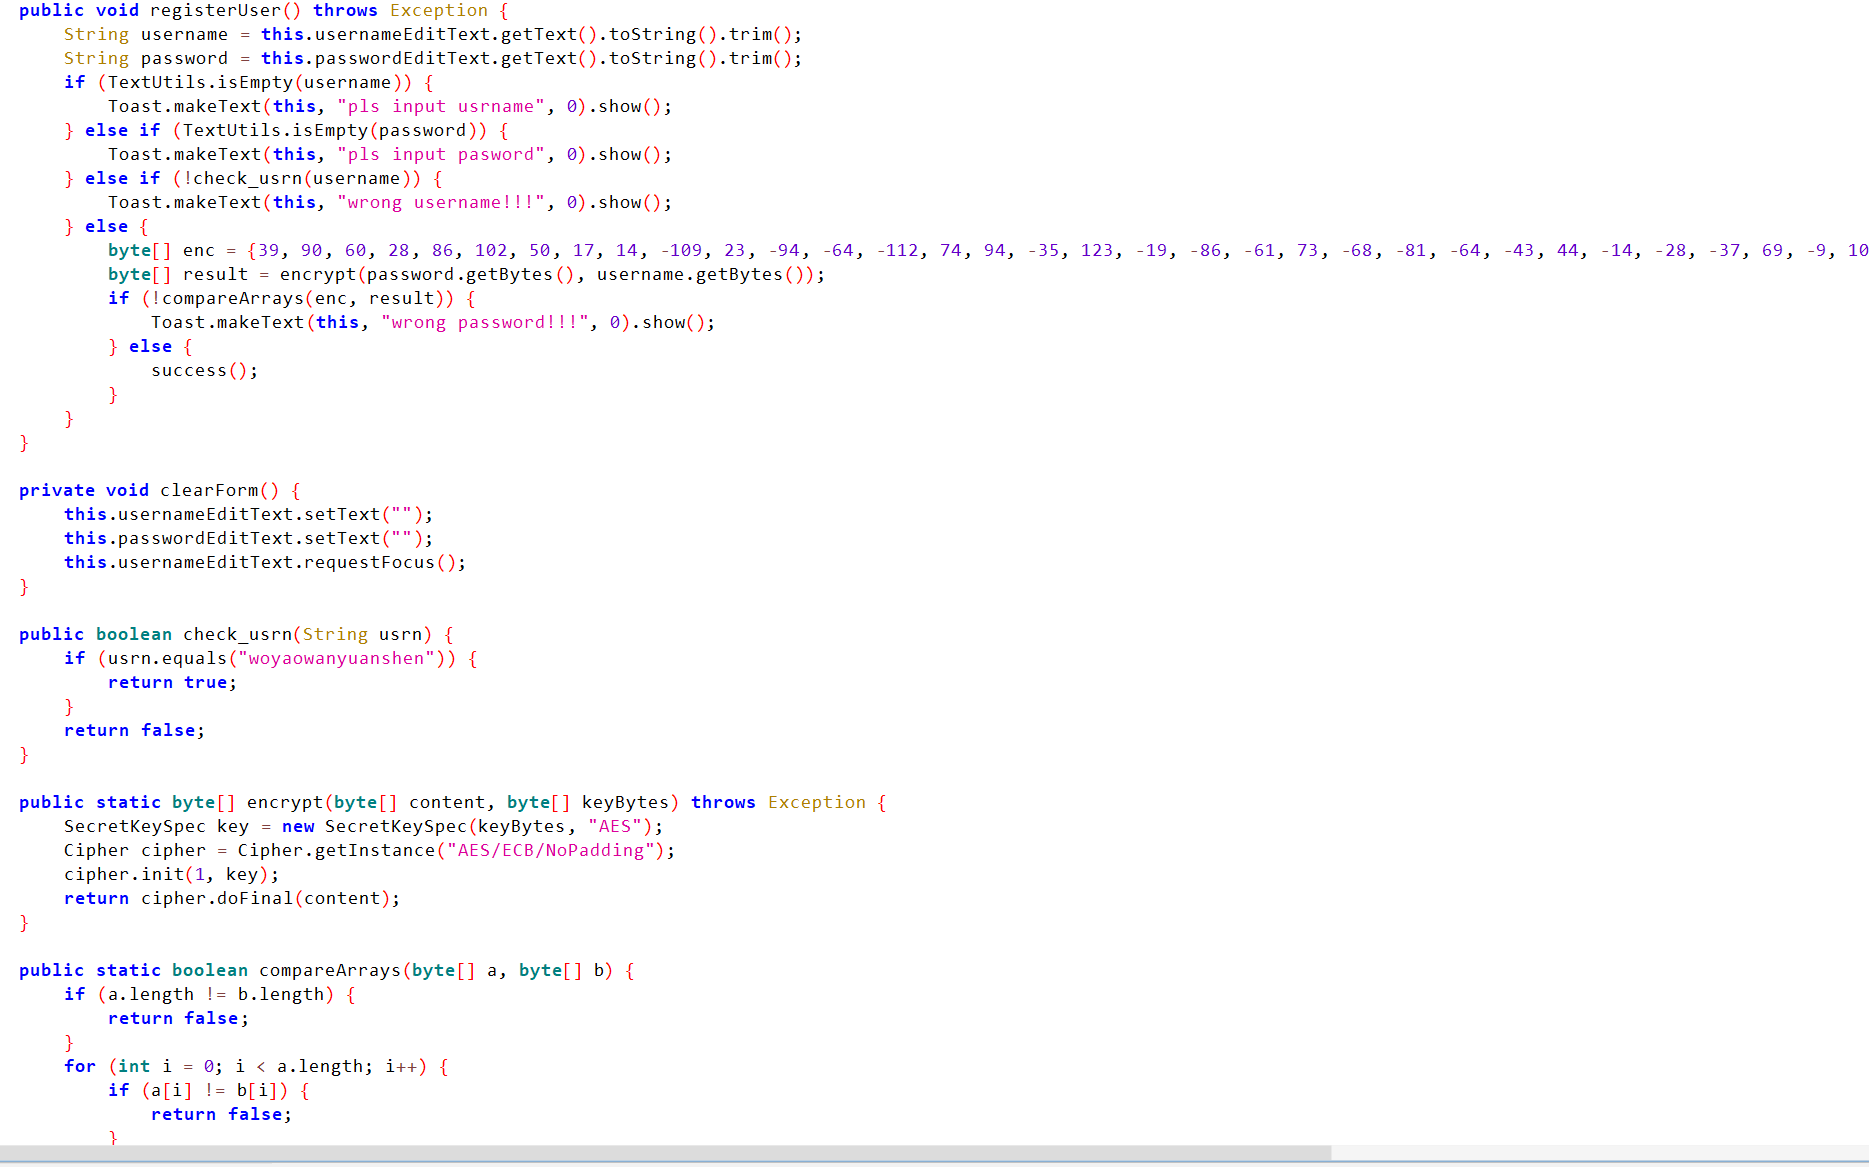 public void registerUser() throws Exception {
    String username = this.usernameEditText.getText().toString().trim();
    String password = this.passwordEditText.getText().toString().trim();
    if (TextUtils.isEmpty(username)) {
        Toast.makeText(this, "pls input usrname", 0).show();
    } else if (TextUtils.isEmpty(password)) {
        Toast.makeText(this, "pls input pasword", 0).show();
    } else if (!check_usrn(username)) {
        Toast.makeText(this, "wrong username!!!", 0).show();
    } else {
        byte[] enc = {39, 90, 60, 28, 86, 102, 50, 17, 14, -109, 23, -94, -64, -112, 74, 94, -35, 123, -19, -86, -61, 73, -68, -81, -64, -43, 44, -14, -28, -37, 69, -9, 10
        byte[] result = encrypt(password.getBytes(), username.getBytes());
        if (!compareArrays(enc, result)) {
            Toast.makeText(this, "wrong password!!!", 0).show();
        } else {
            success();
        }
    }
}

private void clearForm() {
    this.usernameEditText.setText("");
    this.passwordEditText.setText("");
    this.usernameEditText.requestFocus();
}

public boolean check_usrn(String usrn) {
    if (usrn.equals("woyaowanyuanshen")) {
        return true;
    }
    return false;
}

public static byte[] encrypt(byte[] content, byte[] keyBytes) throws Exception {
    SecretKeySpec key = new SecretKeySpec(keyBytes, "AES");
    Cipher cipher = Cipher.getInstance("AES/ECB/NoPadding");
    cipher.init(1, key);
    return cipher.doFinal(content);
}

public static boolean compareArrays(byte[] a, byte[] b) {
    if (a.length != b.length) {
        return false;
    }
    for (int i = 0; i < a.length; i++) {
        if (a[i] != b[i]) {
            return false;
        }